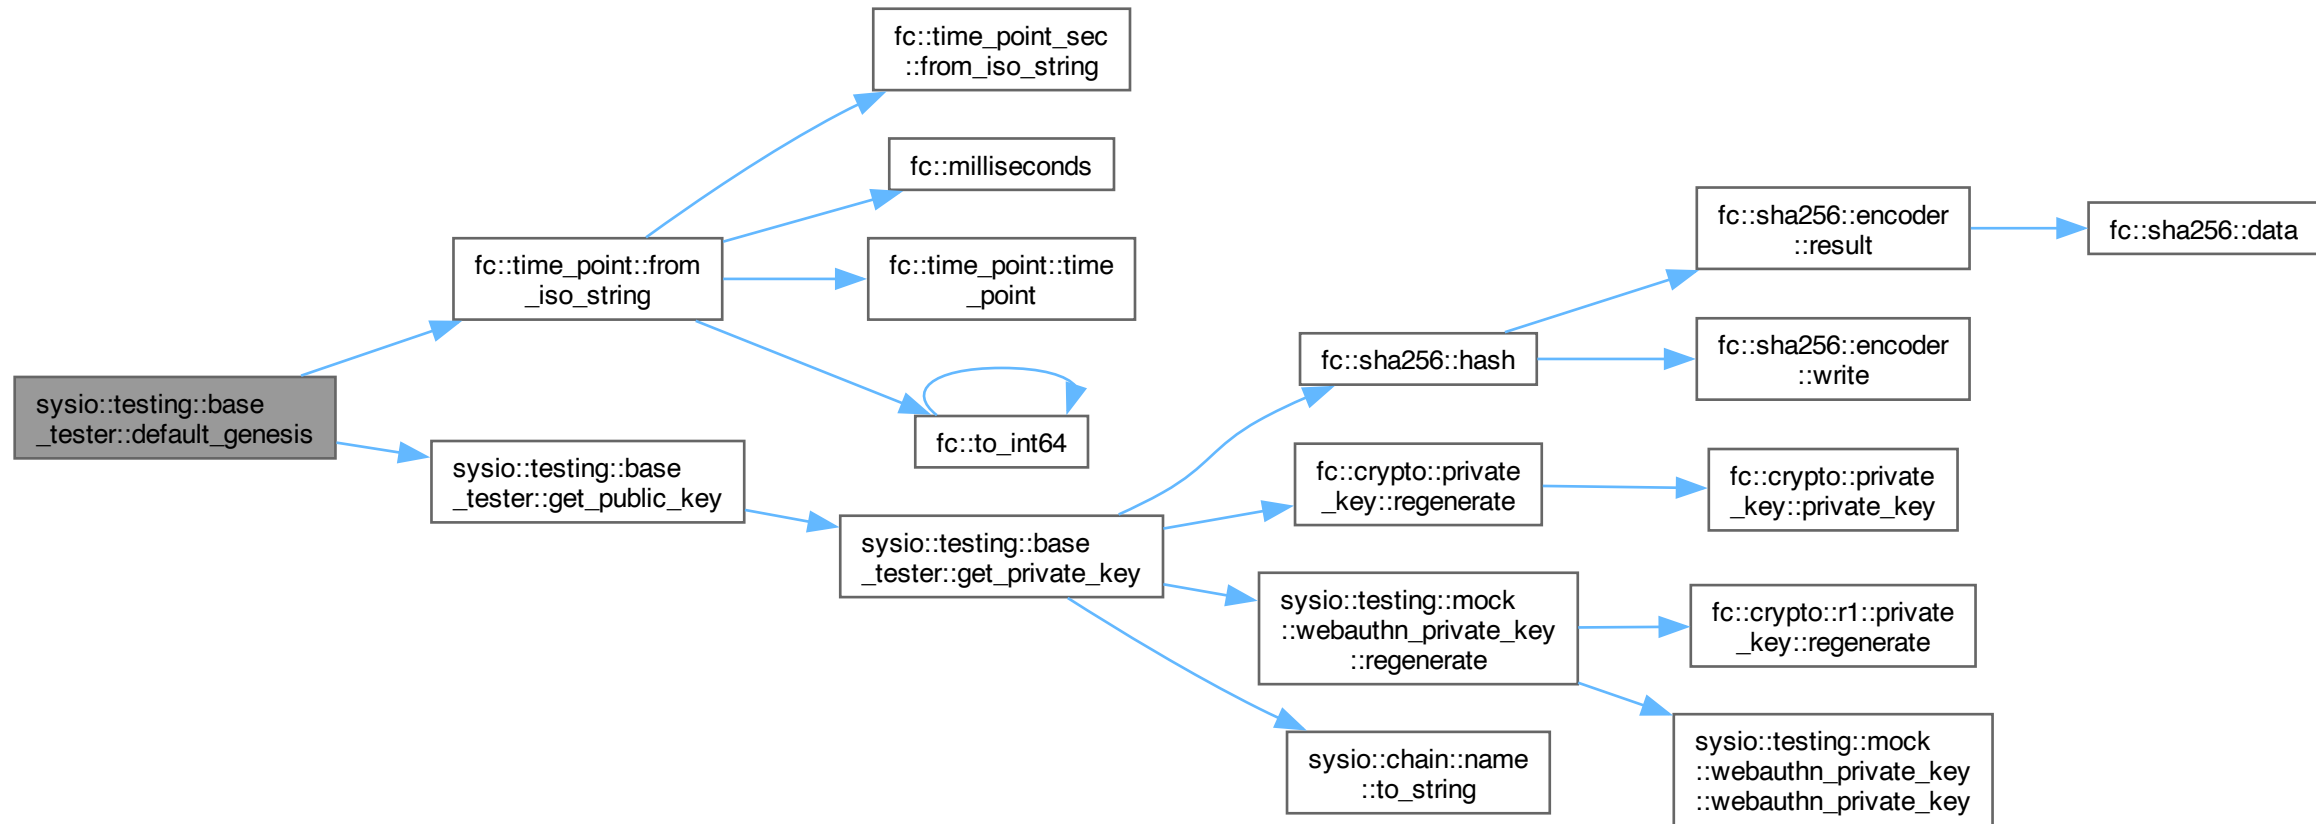 sysio::testing::base
_tester::default_genesis
fc::time_point::from
_iso_string
sysio::testing::base
_tester::get_public_key
fc::time_point_sec
::from_iso_string
fc::milliseconds
fc::time_point::time
_point
fc::to_int64
sysio::testing::base
_tester::get_private_key
fc::sha256::hash
fc::crypto::private
_key::regenerate
sysio::testing::mock
::webauthn_private_key
::regenerate
sysio::chain::name
::to_string
fc::sha256::encoder
::result
fc::sha256::encoder
::write
fc::crypto::private
_key::private_key
fc::crypto::r1::private
_key::regenerate
sysio::testing::mock
::webauthn_private_key
::webauthn_private_key
fc::sha256::data